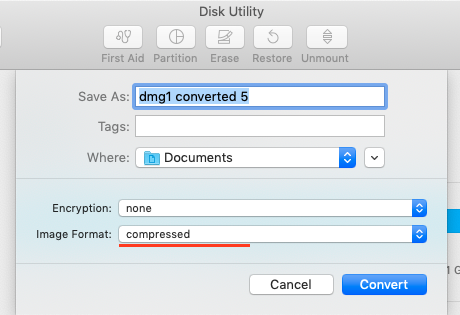 Disk Utility
First Aid Partition Erase Restore Unmount
Save As: dmg1 converted 5
Tags:
Where: Documents
Encryption: none
Image Format: compressed
Cancel Convert